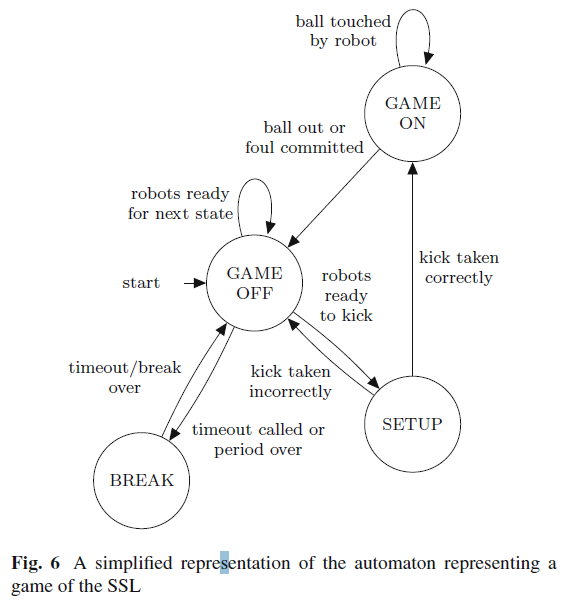 ball touched
by robot
GAME
ON
ball out or
foul committed
robots ready
for next state
kick taken
correctly
start
GAME
OFF
robots
ready
to kick
timeout/break
over
kick taken
incorrectly
timeout called or
period over
SETUP
BREAK
Fig. 6 A simplified representation of the automaton representing a
game of the SSL